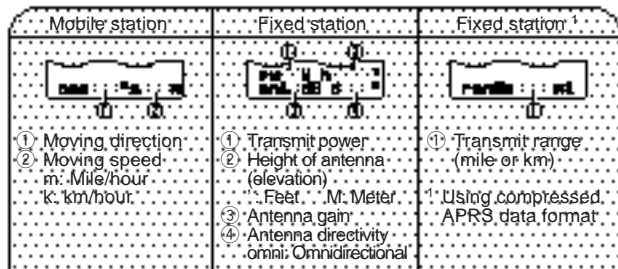 Mobile station
① Moving direction
② Moving speed
m: Mile/hour
k: km/hour
Fixed station
① Transmit power
② Height of antenna
(elevation)
': Feet M: Meter
③ Antenna gain
④ Antenna directivity
omni: Omnidirectional
Fixed station ¹
① Transmit range
(mile or km)
¹ Using compressed
APRS data format